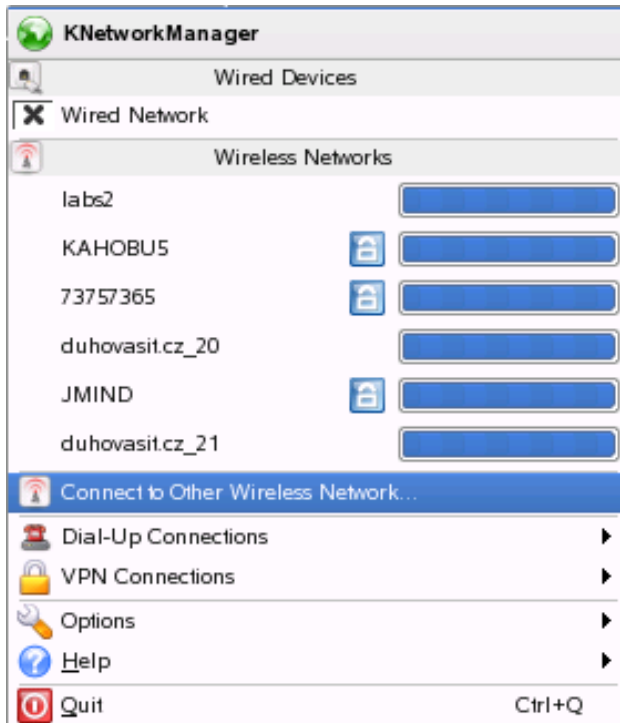 KNetworkManager
Wired Devices
Wired Network
Wireless Networks
labs2
KAHOBU5
73757365
duhovasit.cz_20
JMIND
duhovasit.cz_21
Connect to Other Wireless Network...
Dial-Up Connections
VPN Connections
Options
Help
Quit Ctrl+Q